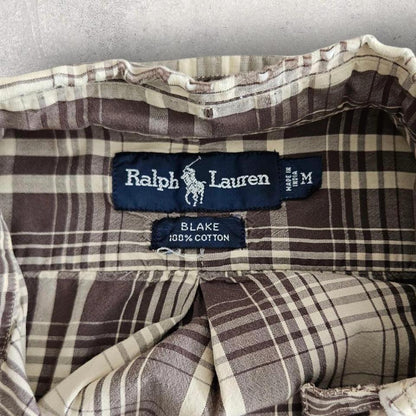 Ralph Lauren
MADE IN
INDIA
M
BLAKE
100% COTTON